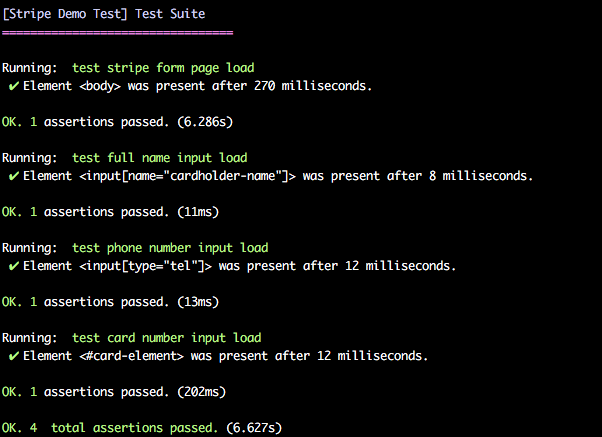 [Stripe Demo Test] Test Suite
=================================
Running:  test stripe form page load
✔ Element <body> was present after 270 milliseconds.
OK. 1 assertions passed. (6.286s)
Running:  test full name input load
✔ Element <input[name="cardholder-name"]> was present after 8 milliseconds.
OK. 1 assertions passed. (11ms)
Running:  test phone number input load
✔ Element <input[type="tel"]> was present after 12 milliseconds.
OK. 1 assertions passed. (13ms)
Running:  test card number input load
✔ Element <#card-element> was present after 12 milliseconds.
OK. 1 assertions passed. (202ms)
OK. 4  total assertions passed. (6.627s)